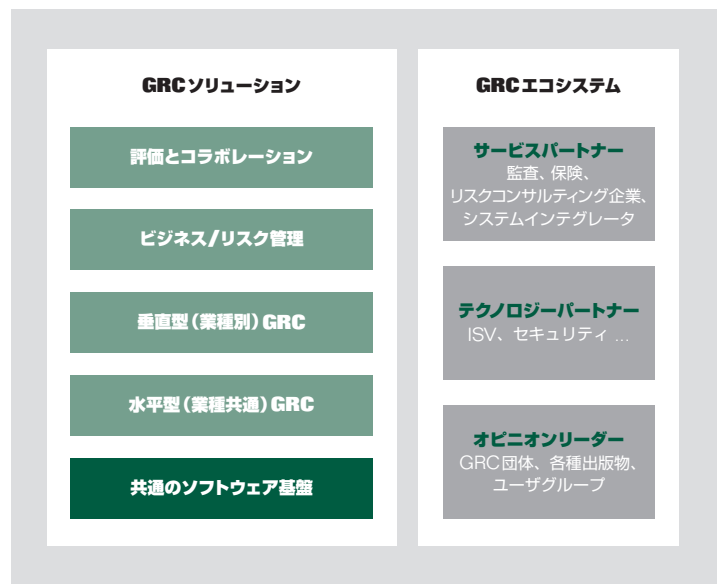 GRCソリューション
評価とコラボレーション
ビジネス/リスク管理
垂直型(業種別)GRC
水平型(業種共通)GRC
共通のソフトウェア基盤
GRCエコシステム
サービスパートナー
監査、保険、
リスクコンサルティング企業、
システムインテグレータ
テクノロジーパートナー
ISV、セキュリティ ...
オピニオンリーダー
GRC団体、各種出版物、
ユーザグループ